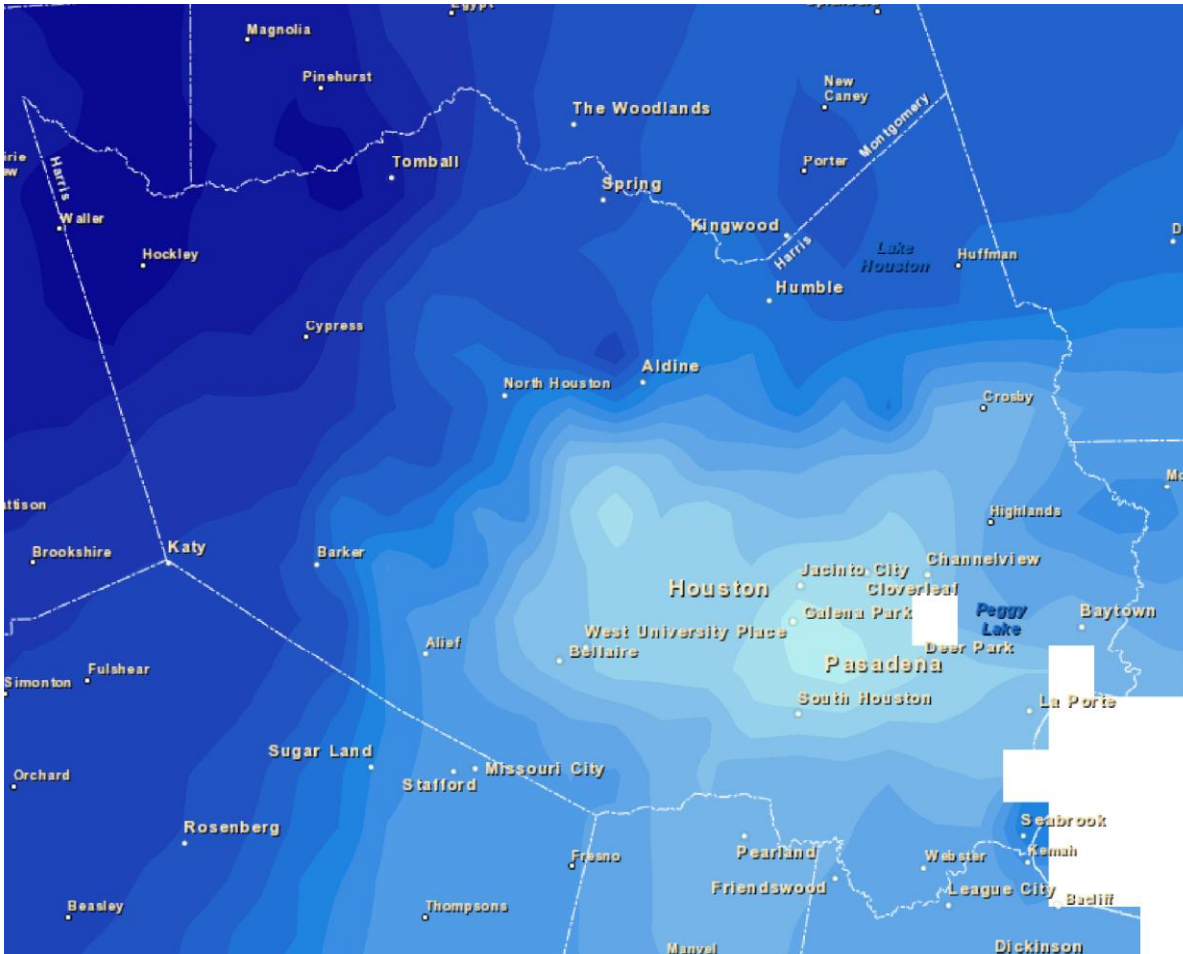 Egypt
Magnolia
Pinehurst
New
Caney
The Woodlands
Montgomery
Tomball
Porter
Harris
Spring
Waller
Kingwood
Harris
Hockley
Lake
Houston
Huffman
Humble
Cypress
Aldine
North Houston
Crosby
Highlands
Brookshire
Katy
Barker
Channelview
Jacinto City
Houston
Cloverleaf
Galena Park
Peggy
Lake
Baytown
West University Place
Alief
Bellaire
Deer Park
Fulshear
Pasadena
Simonton
South Houston
La Porte
Sugar Land
Orchard
Stafford
Missouri City
Rosenberg
Seabrook
Pearland
Fresno
Webster
Kemah
Friendswood
League City
Beasley
Thompsons
Bacliff
Manvel
Dickinson